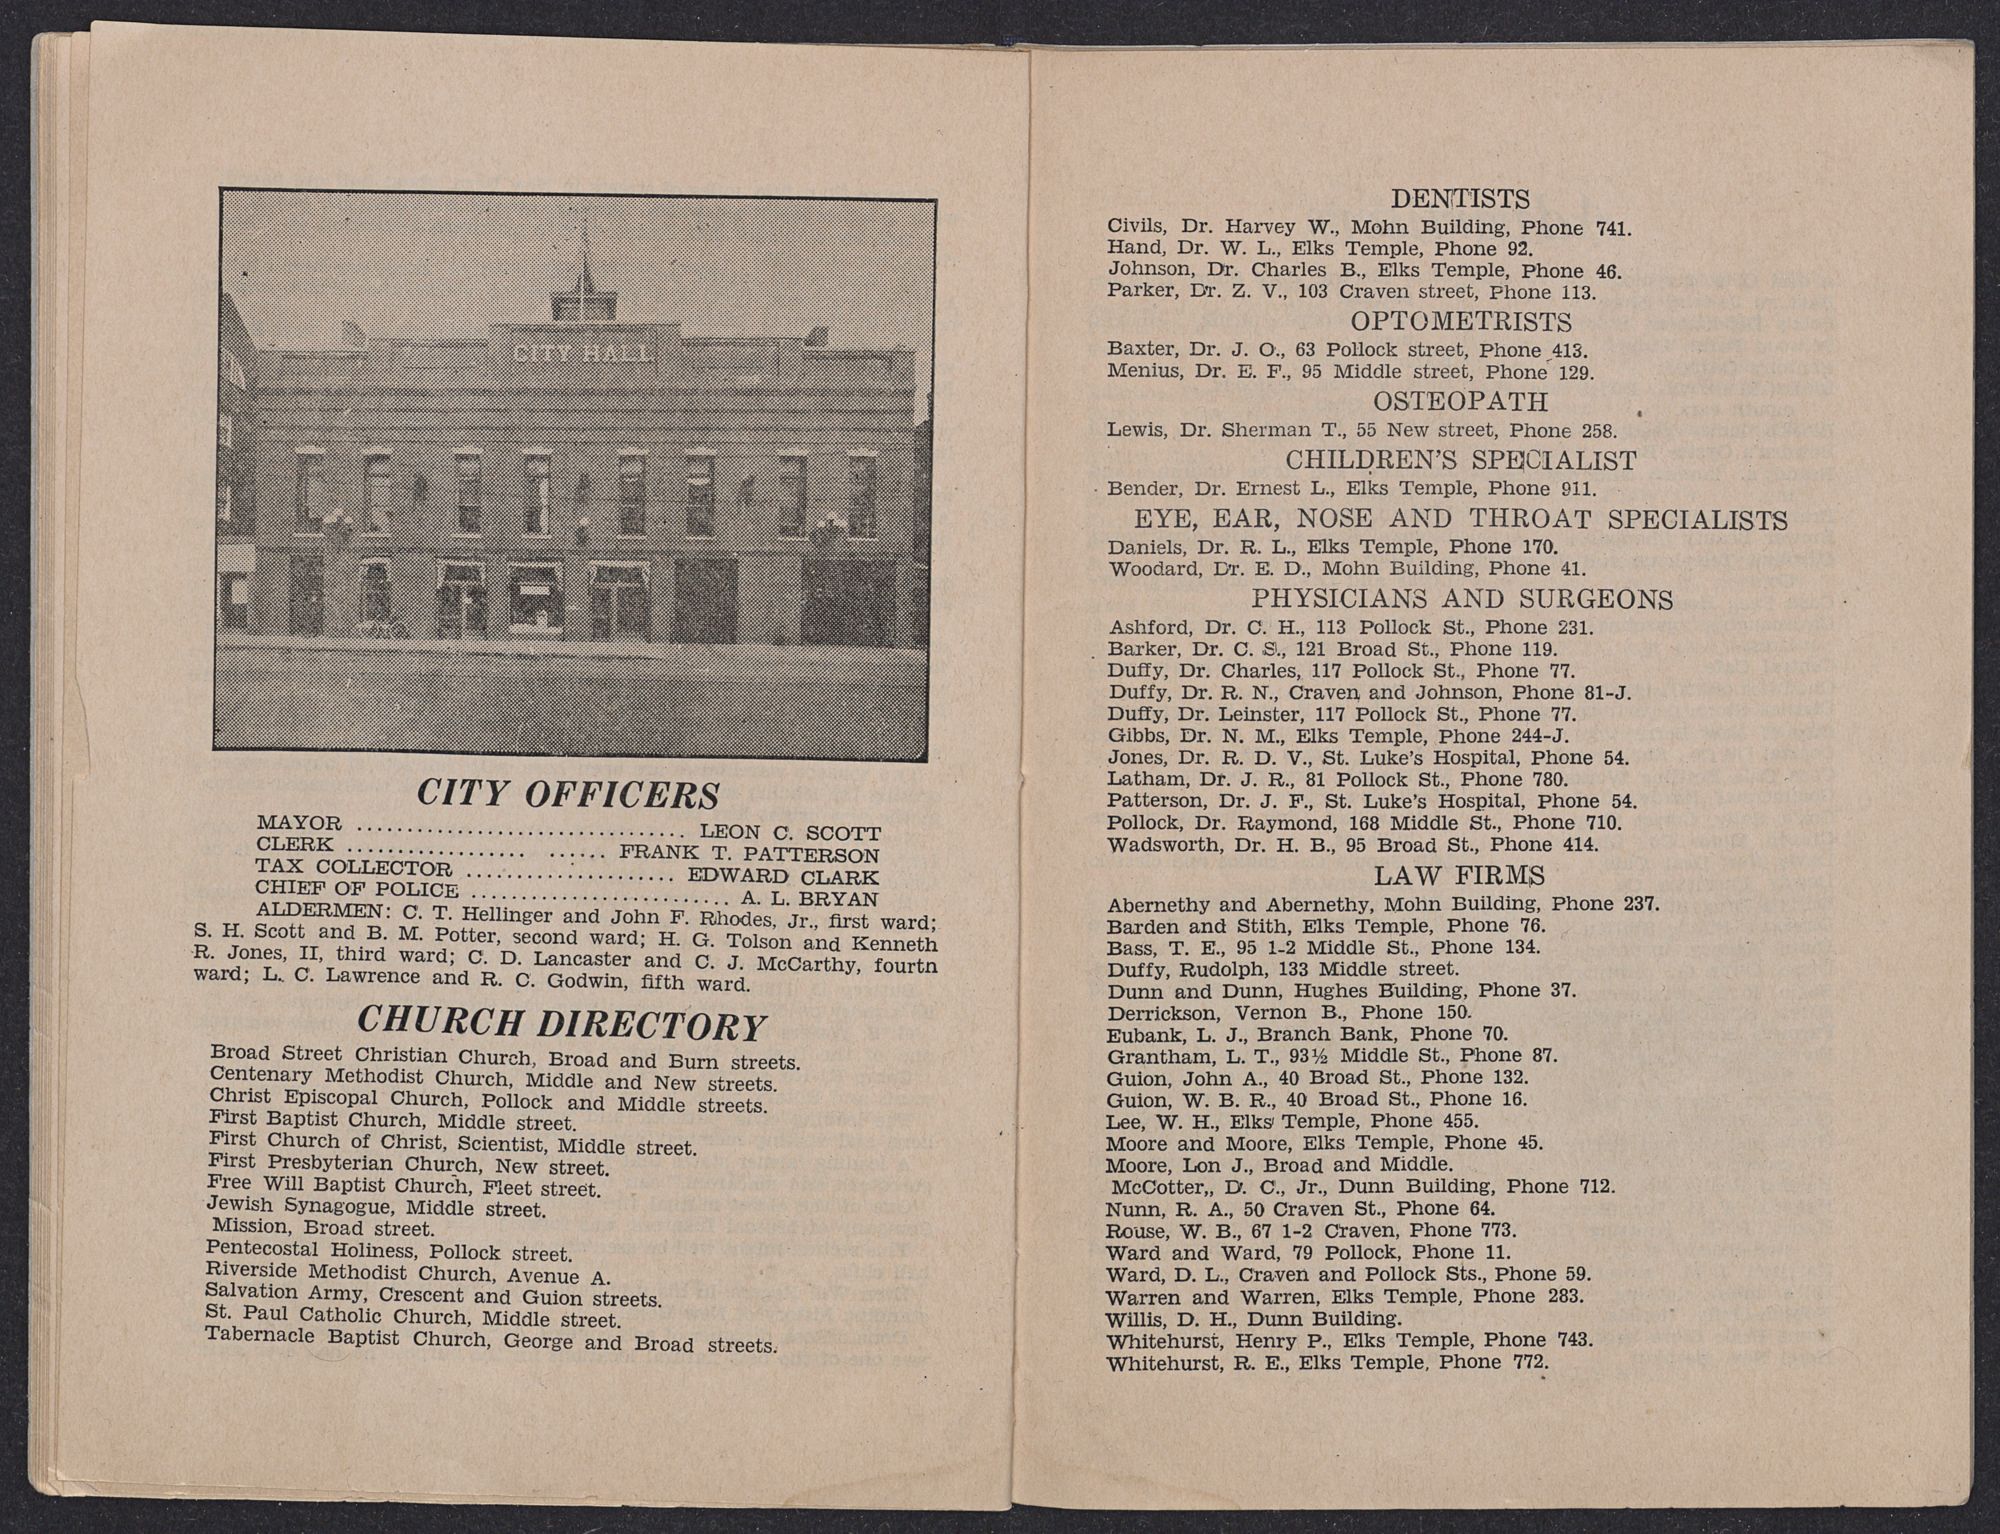 CITY HALL
CITY OFFICERS
MAYOR ................................. LEON C. SCOTT
CLERK .................. ...... FRANK T. PATTERSON
TAX COLLECTOR ..................... EDWARD CLARK
CHIEF OF POLICE .......................... A. L. BRYAN
ALDERMEN: C. T. Hellinger and John F. Rhodes, Jr., first ward;
S. H. Scott and B. M. Potter, second ward; H. G. Tolson and Kenneth
R. Jones, II, third ward; C. D. Lancaster and C. J. McCarthy, fourth
ward; L. C. Lawrence and R. C. Godwin, fifth ward.
CHURCH DIRECTORY
Broad Street Christian Church, Broad and Burn streets.
Centenary Methodist Church, Middle and New streets.
Christ Episcopal Church, Pollock and Middle streets.
First Baptist Church, Middle street.
First Church of Christ, Scientist, Middle street.
First Presbyterian Church, New street.
Free Will Baptist Church, Fleet street.
Jewish Synagogue, Middle street.
Mission, Broad street.
Pentecostal Holiness, Pollock street.
Riverside Methodist Church, Avenue A.
Salvation Army, Crescent and Guion streets.
St. Paul Catholic Church, Middle street.
Tabernacle Baptist Church, George and Broad streets.
DENTISTS
Civils, Dr. Harvey W., Mohn Building, Phone 741.
Hand, Dr. W. L., Elks Temple, Phone 92.
Johnson, Dr. Charles B., Elks Temple, Phone 46.
Parker, Dr. Z. V., 103 Craven street, Phone 113.
OPTOMETRISTS
Baxter, Dr. J. O., 63 Pollock street, Phone 413.
Menius, Dr. E. F., 95 Middle street, Phone 129.
OSTEOPATH
Lewis, Dr. Sherman T., 55 New street, Phone 258.
CHILDREN'S SPECIALIST
Bender, Dr. Ernest L., Elks Temple, Phone 911.
EYE, EAR, NOSE AND THROAT SPECIALISTS
Daniels, Dr. R. L., Elks Temple, Phone 170.
Woodard, Dr. E. D., Mohn Building, Phone 41.
PHYSICIANS AND SURGEONS
Ashford, Dr. C. H., 113 Pollock St., Phone 231.
Barker, Dr. C. S., 121 Broad St., Phone 119.
Duffy, Dr. Charles, 117 Pollock St., Phone 77.
Duffy, Dr. R. N., Craven and Johnson, Phone 81-J.
Duffy, Dr. Leinster, 117 Pollock St., Phone 77.
Gibbs, Dr. N. M., Elks Temple, Phone 244-J.
Jones, Dr. R. D. V., St. Luke's Hospital, Phone 54.
Latham, Dr. J. R., 81 Pollock St., Phone 780.
Patterson, Dr. J. F., St. Luke's Hospital, Phone 54.
Pollock, Dr. Raymond, 168 Middle St., Phone 710.
Wadsworth, Dr. H. B., 95 Broad St., Phone 414.
LAW FIRMS
Abernethy and Abernethy, Mohn Building, Phone 237.
Barden and Stith, Elks Temple, Phone 76.
Bass, T. E., 95 1-2 Middle St., Phone 134.
Duffy, Rudolph, 133 Middle street.
Dunn and Dunn, Hughes Building, Phone 37.
Derrickson, Vernon B., Phone 150.
Eubank, L. J., Branch Bank, Phone 70.
Grantham, L. T., 93½ Middle St., Phone 87.
Guion, John A., 40 Broad St., Phone 132.
Guion, W. B. R., 40 Broad St., Phone 16.
Lee, W. H., Elks Temple, Phone 455.
Moore and Moore, Elks Temple, Phone 45.
Moore, Lon J., Broad and Middle.
McCotter,, D. C., Jr., Dunn Building, Phone 712.
Nunn, R. A., 50 Craven St., Phone 64.
Rouse, W. B., 67 1-2 Craven, Phone 773.
Ward and Ward, 79 Pollock, Phone 11.
Ward, D. L., Craven and Pollock Sts., Phone 59.
Warren and Warren, Elks Temple, Phone 283.
Willis, D. H., Dunn Building.
Whitehurst, Henry P., Elks Temple, Phone 743.
Whitehurst, R. E., Elks Temple, Phone 772.